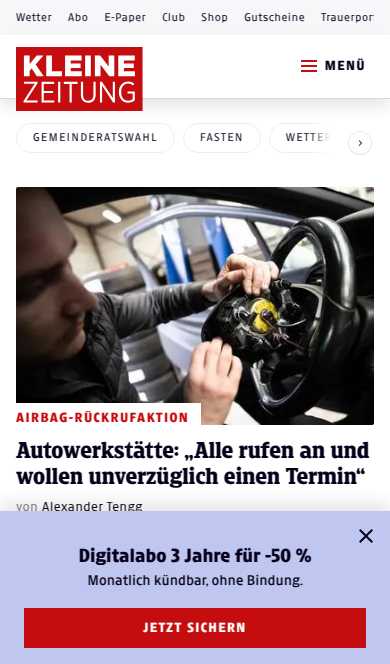 Wetter Abo E-Paper Club Shop Gutscheine
KLEINE
ZEITUNG
MENÜ
GEMEINDERATSWAHL FASTEN WETTER
AIRBAG-RÜCKRUFAKTION
Autowerkstätte: „Alle rufen an und
wollen unverzüglich einen Termin“
von Alexander Tengg
Digitalabo 3 Jahre für -50 %
Monatlich kündbar, ohne Bindung.
JETZT SICHERN